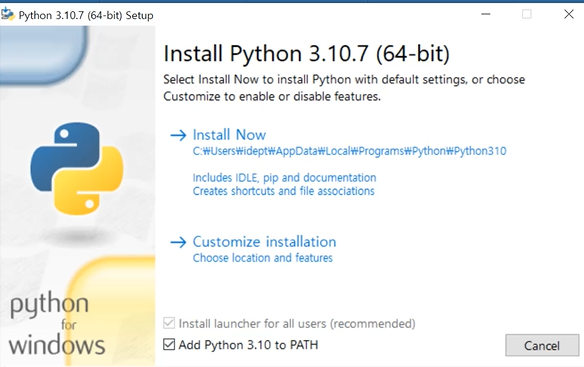 Python 3.10.7 (64-bit) Setup
Install Python 3.10.7 (64-bit)
Select Install Now to install Python with default settings, or choose
Customize to enable or disable features.
Install Now
C:₩Users₩idept₩AppData₩Local₩Programs₩Python₩Python310
Includes IDLE, pip and documentation
Creates shortcuts and file associations
Customize installation
Choose location and features
python
for
windows
Install launcher for all users (recommended)
Add Python 3.10 to PATH
Cancel